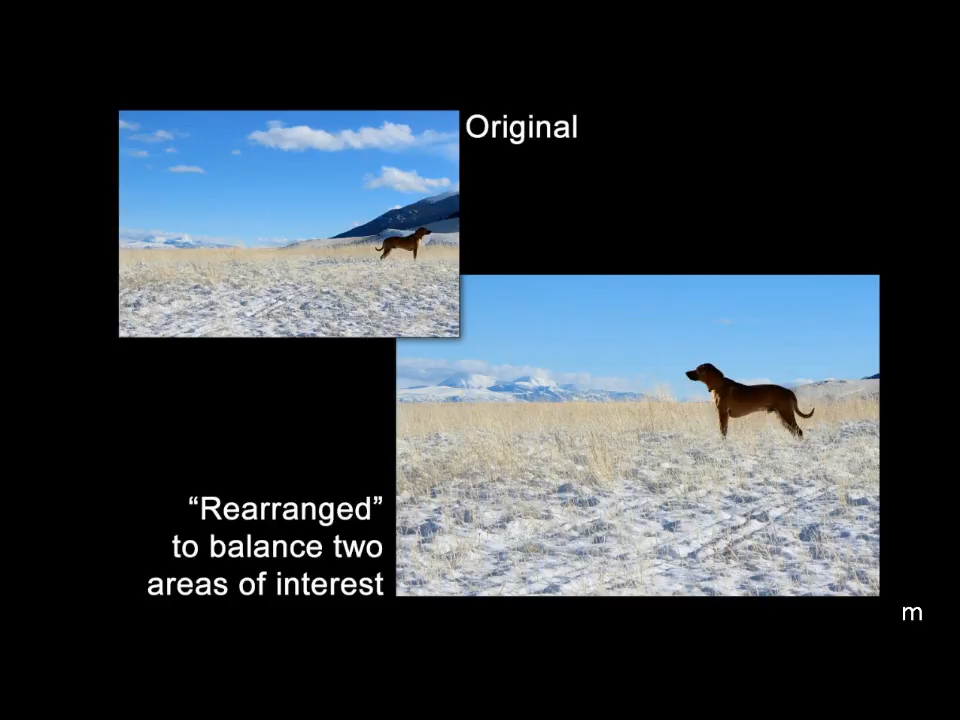 Original
“Rearranged”
to balance two
areas of interest
m